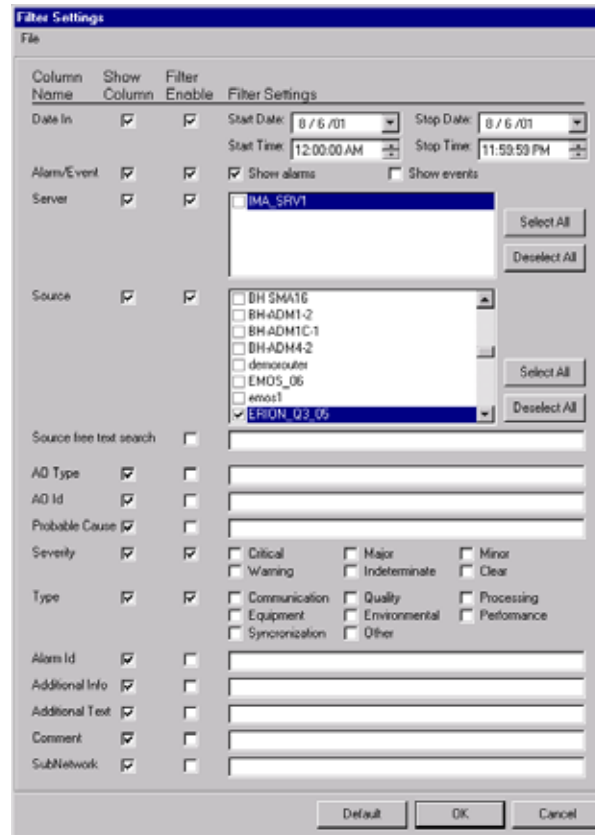 Filter Settings
File
Column Name Show Column Filter Enable Filter Settings
Date In Start Date: 8 / 6 /01 Stop Date: 8 / 6 /01
Start Time: 12:00:00 AM Stop Time: 11:59:59 PM
Alarm/Event Show alarms Show events
Server IMA_SRV1
Select All
Deselect All
Source BH SMA16
BH-ADM1-2
BH-ADM1C-1
BH-ADM4-2
demorouter
EMOS_06
emos1
ERION_Q3_05
Select All
Deselect All
Source free text search
AO Type
AO Id
Probable Cause
Severity Critical Major Minor
Warning Indeterminate Clear
Type Communication Quality Processing
Equipment Environmental Performance
Syncronization Other
Alarm Id
Additional Info
Additional Text
Comment
SubNetwork
Default OK Cancel